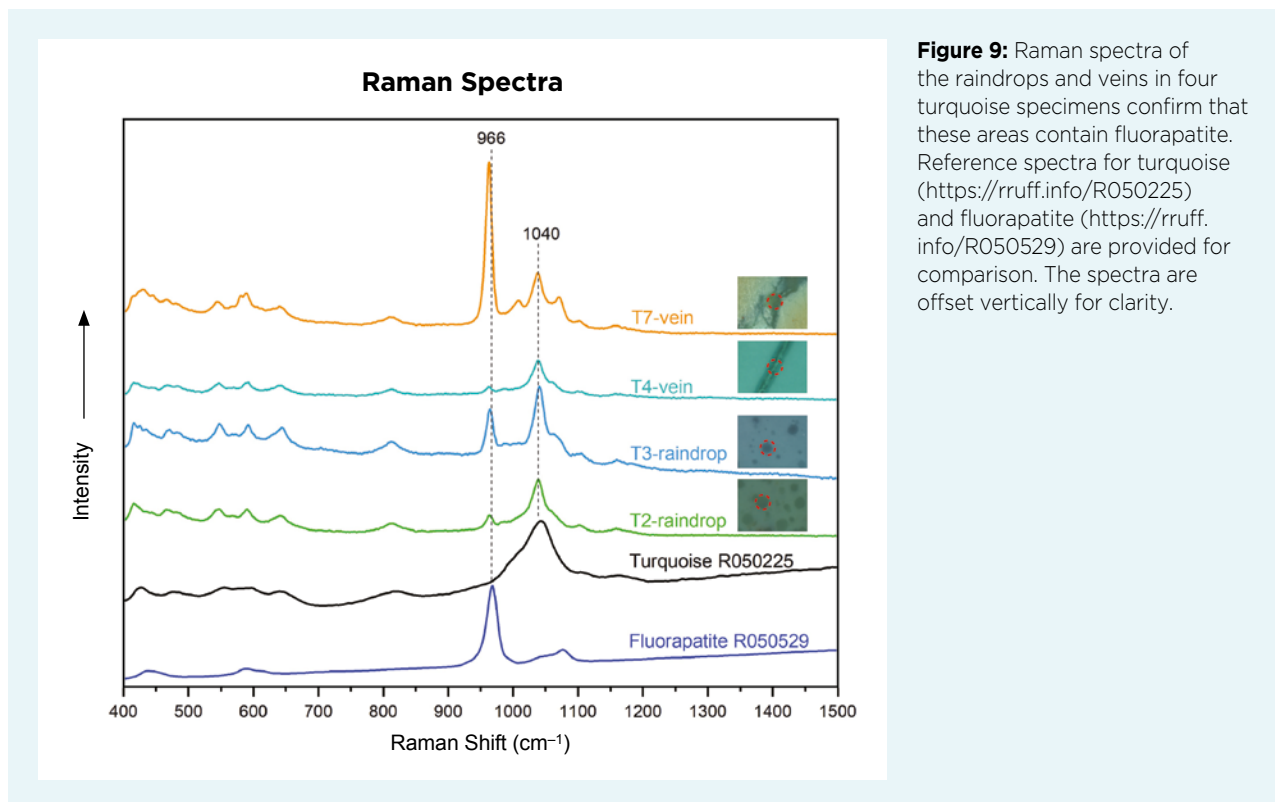 Raman Spectra
966
1040
T7-vein
T4-vein
T3-raindrop
T2-raindrop
Turquoise R050225
Fluorapatite R050529
Intensity
400 500 600 700 800 900 1000 1100 1200 1300 1400 1500
Raman Shift (cm⁻¹)
Figure 9: Raman spectra of
the raindrops and veins in four
turquoise specimens confirm that
these areas contain fluorapatite.
Reference spectra for turquoise
(https://rruff.info/R050225)
and fluorapatite (https://rruff.
info/R050529) are provided for
comparison. The spectra are
offset vertically for clarity.